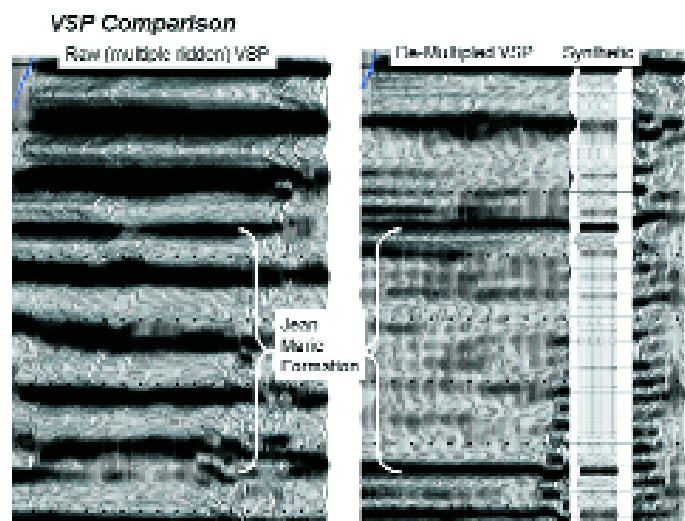 VSP Comparison
Raw (multiple ridden) VSP
De-Multipled VSP
Synthetic
Jean
Marie
Formation